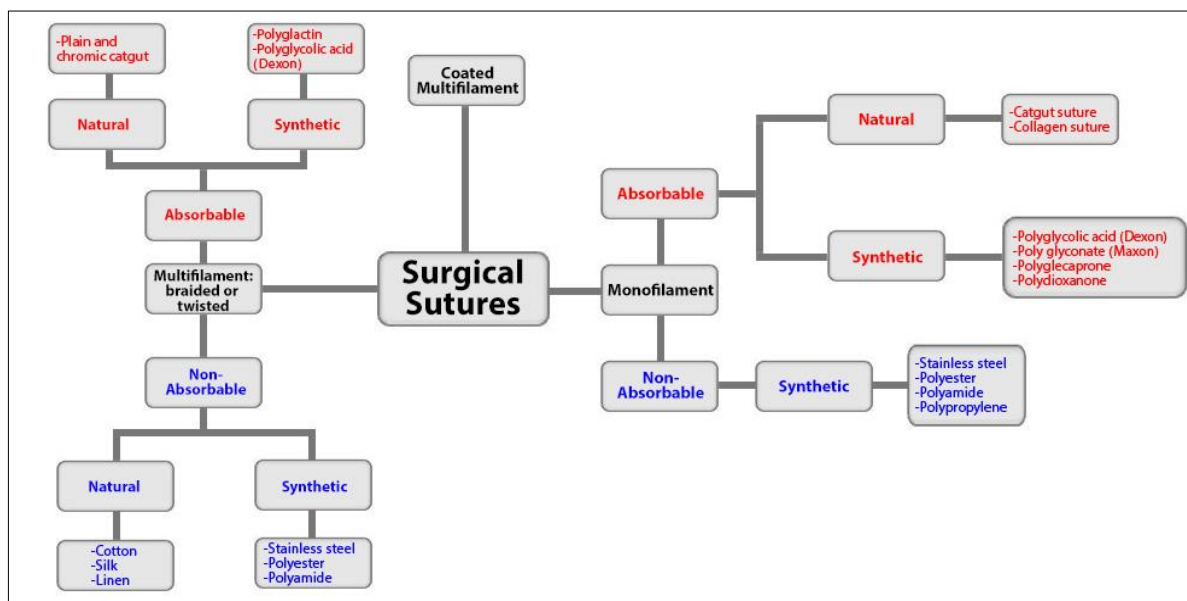 -Plain and
chromic catgut
-Polyglactin
-Polyglycolic acid
(Dexon)
Natural
Synthetic
Absorbable
Multifilament:
braided or
twisted
Non-
Absorbable
Natural
Synthetic
-Cotton
-Silk
-Linen
-Stainless steel
-Polyester
-Polyamide
Coated
Multifilament
Surgical
Sutures
Monofilament
Absorbable
Natural
-Catgut suture
-Collagen suture
Synthetic
-Polyglycolic acid (Dexon)
-Poly glyconate (Maxon)
-Polyglecaprone
-Polydioxanone
Non-
Absorbable
Synthetic
-Stainless steel
-Polyester
-Polyamide
-Polypropylene